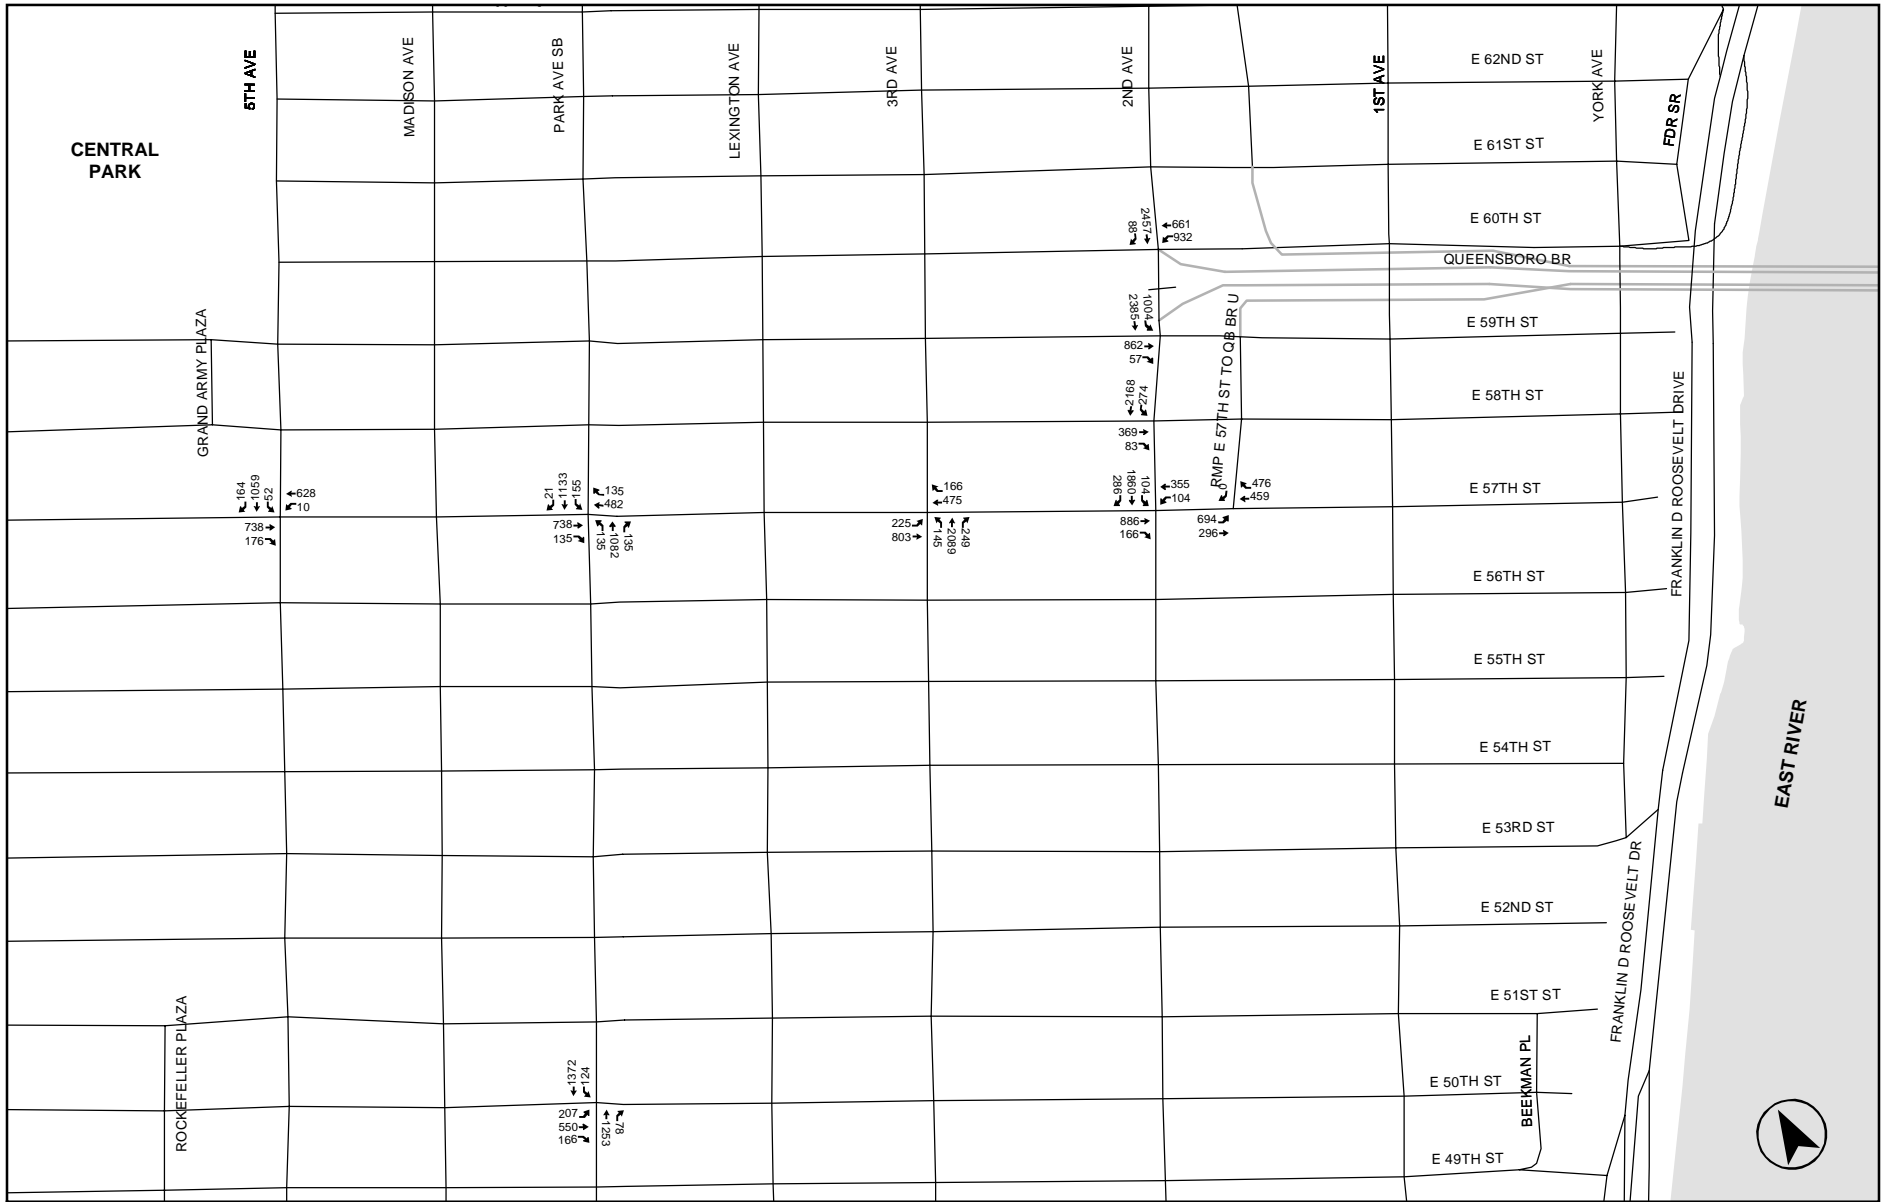 5TH AVE
MADISON AVE
PARK AVE SB
LEXINGTON AVE
3RD AVE
2ND AVE
1ST AVE
YORK AVE
FDR SR
E 62ND ST
CENTRAL
PARK
E 61ST ST
E 60TH ST
88
2457
661
932
QUEENSBORO BR
GRAND ARMY PLAZA
2385
1004
E 59TH ST
862
57
RMP E 57TH ST TO QB BR U
FRANKLIN D ROOSEVELT DRIVE
2168
274
E 58TH ST
369
83
164
1059
52
628
10
738
176
21
1133
155
135
482
738
135
135
1082
135
166
475
225
803
145
2089
249
286
1860
104
355
104
886
166
0
476
459
694
296
E 57TH ST
E 56TH ST
E 55TH ST
E 54TH ST
EAST RIVER
E 53RD ST
FRANKLIN D ROOSEVELT DR
E 52ND ST
E 51ST ST
ROCKEFELLER PLAZA
BEEKMAN PL
1372
124
E 50TH ST
207
550
166
1253
78
E 49TH ST